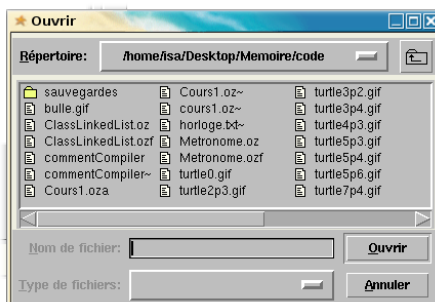 Ouvrir
Répertoire: /home/isa/Desktop/Memoire/code
sauvegardes Cours1.oz~ turtle3p2.gif
bulle.gif cours1.oz~ turtle3p4.gif
ClassLinkedList.oz horloge.txt~ turtle4p3.gif
ClassLinkedList.ozf Metronome.oz turtle5p3.gif
commentCompiler Metronome.ozf turtle5p4.gif
commentCompiler~ turtle0.gif turtle5p6.gif
Cours1.oza turtle2p3.gif turtle7p4.gif
Nom de fichier: Ouvrir
Type de fichiers: Annuler